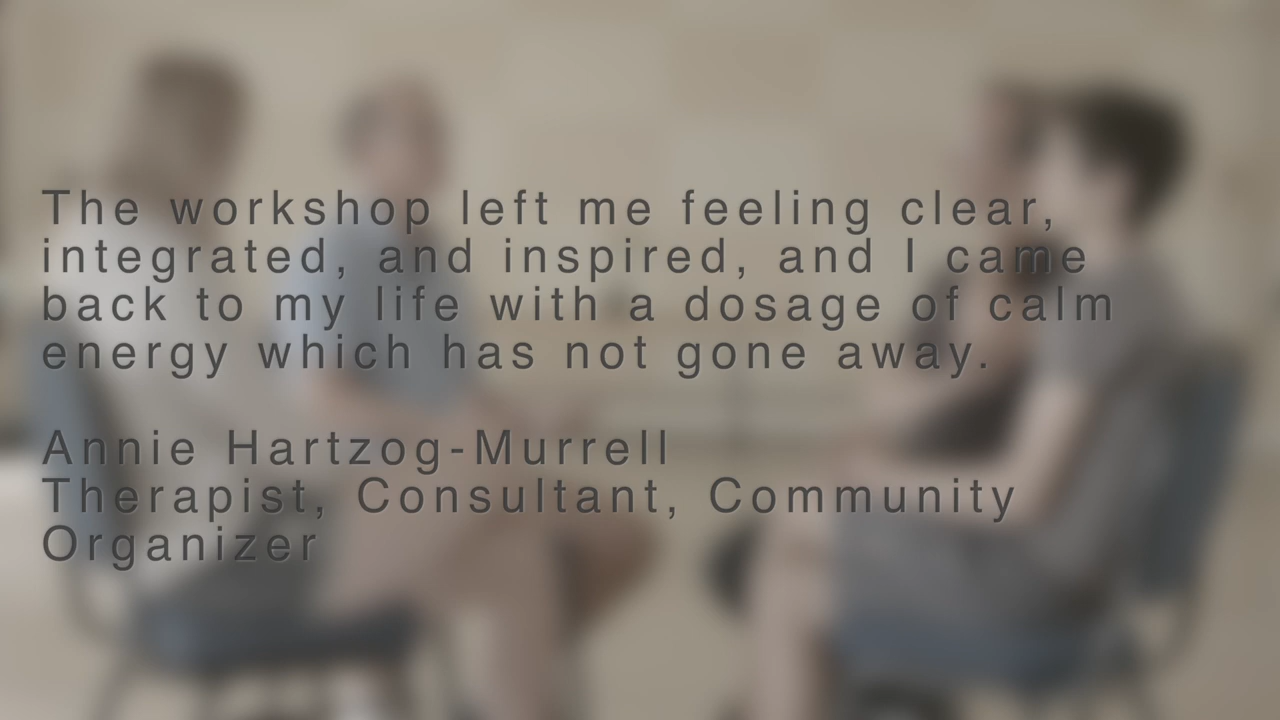 The workshop left me feeling clear,
integrated, and inspired, and I came
back to my life with a dosage of calm
energy which has not gone away.
Annie Hartzog-Murrell
Therapist, Consultant, Community
Organizer